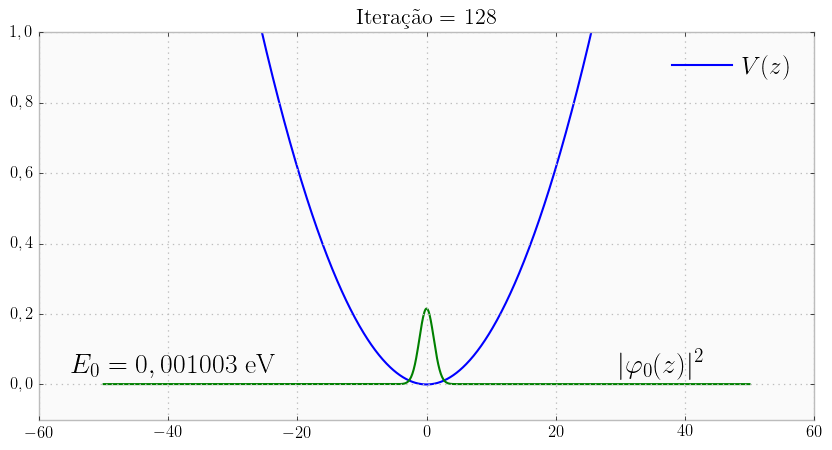 Iteração = 128
1, 0
V(z)
0, 8
0, 6
0, 4
0, 2
E₀ = 0, 001003 eV
|φ₀(z)|²
0, 0
−60 −40 −20 0 20 40 60